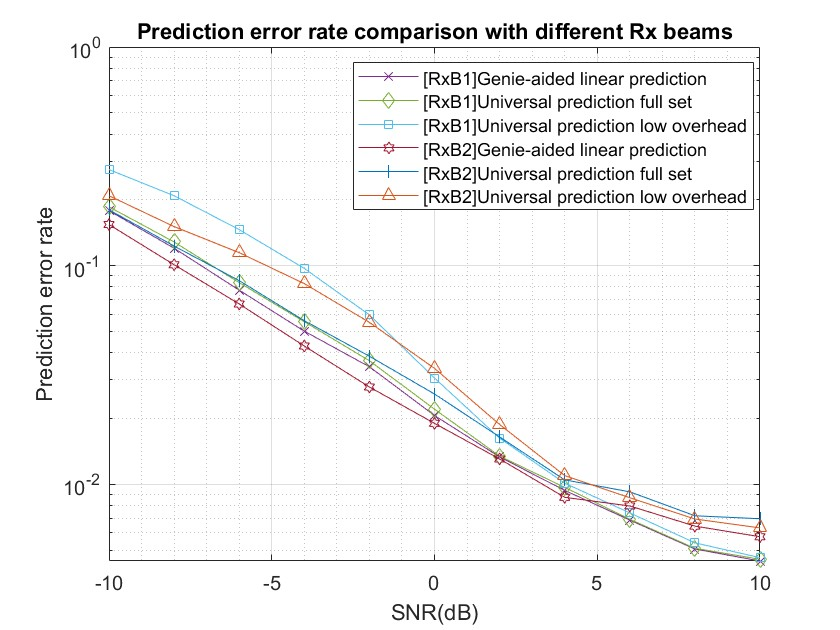 Prediction error rate comparison with different Rx beams
10^0
[RxB1]Genie-aided linear prediction
[RxB1]Universal prediction full set
[RxB1]Universal prediction low overhead
[RxB2]Genie-aided linear prediction
[RxB2]Universal prediction full set
[RxB2]Universal prediction low overhead
10^-1
Prediction error rate
10^-2
-10 -5 0 5 10
SNR(dB)